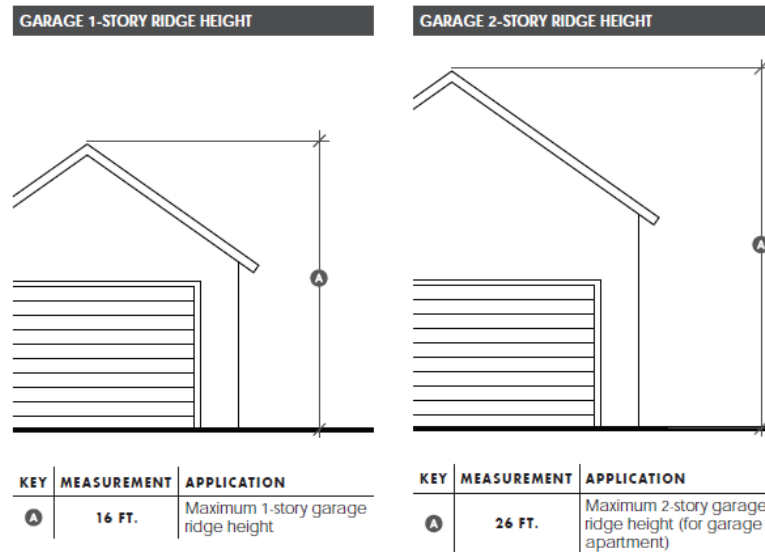 GARAGE 1-STORY RIDGE HEIGHT
A
KEY MEASUREMENT APPLICATION
A 16 FT. Maximum 1-story garage
ridge height
GARAGE 2-STORY RIDGE HEIGHT
A
KEY MEASUREMENT APPLICATION
A 26 FT. Maximum 2-story garage
ridge height (for garage
apartment)